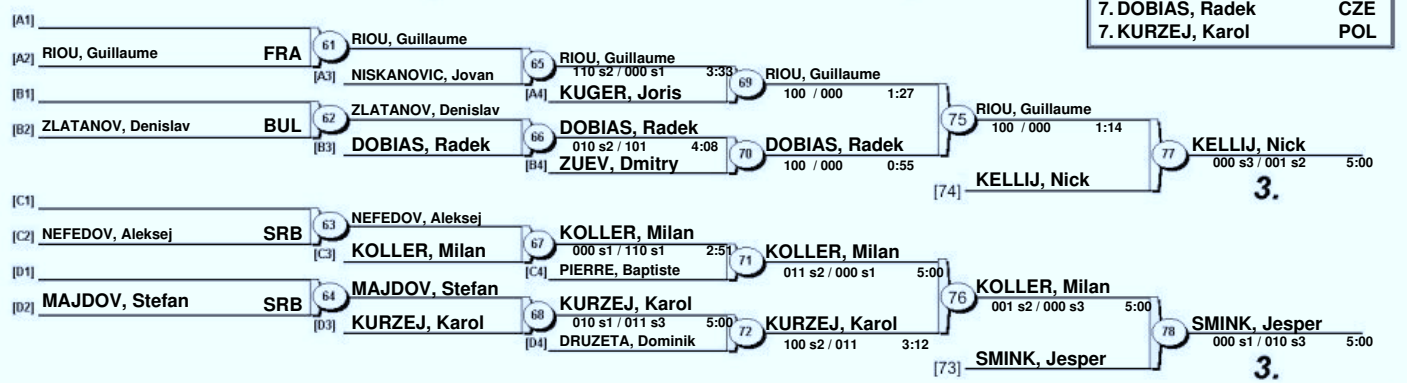 7. DOBIAS, Radek CZE
7. KURZEJ, Karol POL
[A1]
[A2] RIOU, Guillaume FRA
61 RIOU, Guillaume
[A3] NISKANOVIC, Jovan
65 RIOU, Guillaume
110 s2 / 000 s1 3:33
[A4] KUGER, Joris
69 RIOU, Guillaume
100 / 000 1:27
[B1]
[B2] ZLATANOV, Denislav BUL
62 ZLATANOV, Denislav
[B3] DOBIAS, Radek
66 DOBIAS, Radek
010 s2 / 101 4:08
[B4] ZUEV, Dmitry
70 DOBIAS, Radek
100 / 000 0:55
75 RIOU, Guillaume
100 / 000 1:14
[74] KELLIJ, Nick
77 KELLIJ, Nick
000 s3 / 001 s2 5:00
3.
[C1]
[C2] NEFEDOV, Aleksej SRB
63 NEFEDOV, Aleksej
[C3] KOLLER, Milan
67 KOLLER, Milan
000 s1 / 110 s1 2:51
[C4] PIERRE, Baptiste
71 KOLLER, Milan
011 s2 / 000 s1 5:00
[D1]
[D2] MAJDOV, Stefan SRB
64 MAJDOV, Stefan
[D3] KURZEJ, Karol
68 KURZEJ, Karol
010 s1 / 011 s3 5:00
[D4] DRUZETA, Dominik
72 KURZEJ, Karol
100 s2 / 011 3:12
76 KOLLER, Milan
001 s2 / 000 s3 5:00
[73] SMINK, Jesper
78 SMINK, Jesper
000 s1 / 010 s3 5:00
3.